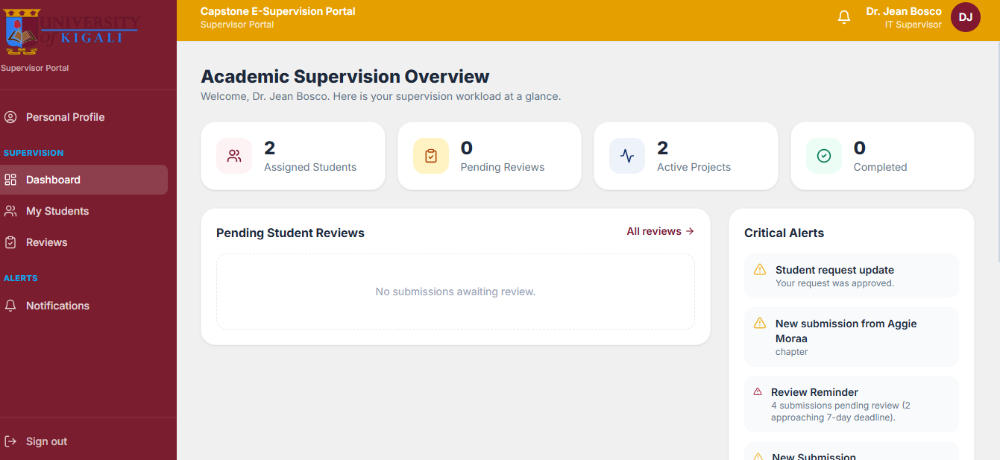 UNIVERSITY
of KIGALI
Supervisor Portal
Personal Profile
SUPERVISION
Dashboard
My Students
Reviews
ALERTS
Notifications
Sign out
Capstone E-Supervision Portal
Supervisor Portal
Dr. Jean Bosco
IT Supervisor
DJ
Academic Supervision Overview
Welcome, Dr. Jean Bosco. Here is your supervision workload at a glance.
2
Assigned Students
0
Pending Reviews
2
Active Projects
0
Completed
Pending Student Reviews
All reviews →
No submissions awaiting review.
Critical Alerts
Student request update
Your request was approved.
New submission from Aggie
Moraa
chapter
Review Reminder
4 submissions pending review (2
approaching 7-day deadline).
New Submission